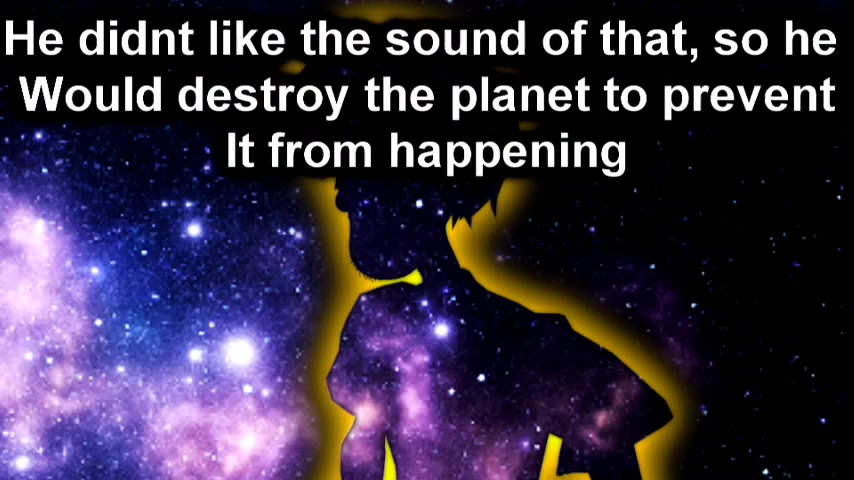 He didnt like the sound of that, so he
Would destroy the planet to prevent
It from happening